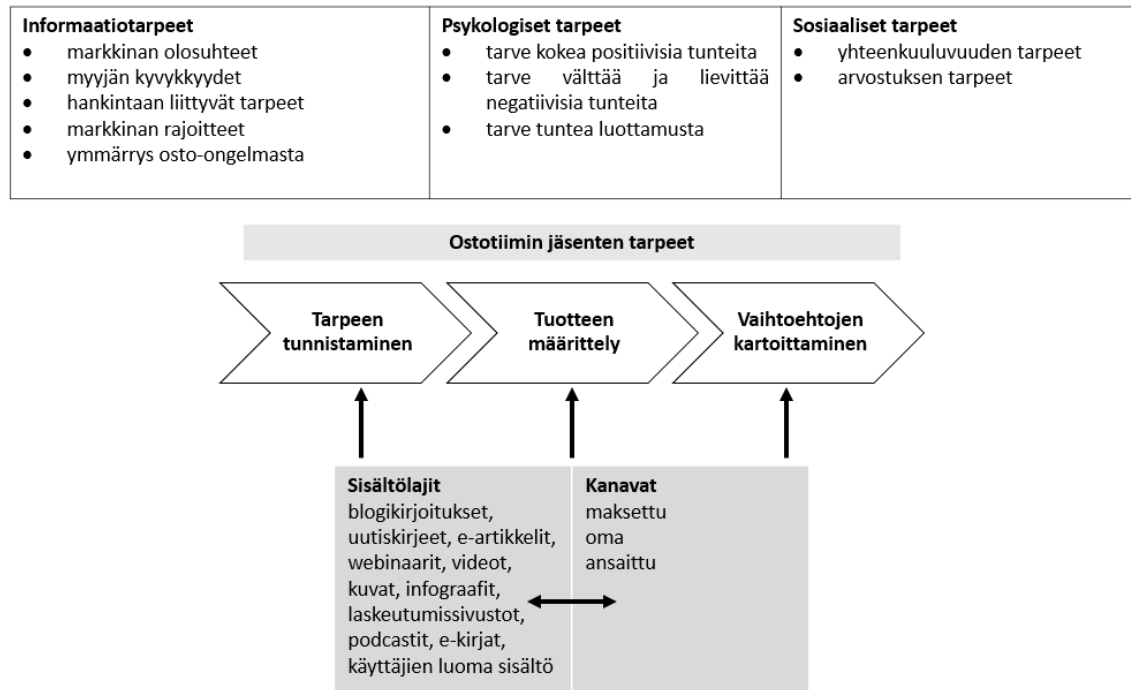 Informaatiotarpeet
• markkinan olosuhteet
• myyjän kyvykkyydet
• hankintaan liittyvät tarpeet
• markkinan rajoitteet
• ymmärrys osto-ongelmasta
Psykologiset tarpeet
• tarve kokea positiivisia tunteita
• tarve välttää ja lievittää
negatiivisia tunteita
• tarve tuntea luottamusta
Sosiaaliset tarpeet
• yhteenkuuluvuuden tarpeet
• arvostuksen tarpeet
Ostotiimin jäsenten tarpeet
Tarpeen
tunnistaminen
Tuotteen
määrittely
Vaihtoehtojen
kartoittaminen
Sisältölajit
blogikirjoitukset,
uutiskirjeet, e-artikkelit,
webinaarit, videot,
kuvat, infograafit,
laskeutumissivustot,
podcastit, e-kirjat,
käyttäjien luoma sisältö
Kanavat
maksettu
oma
ansaittu